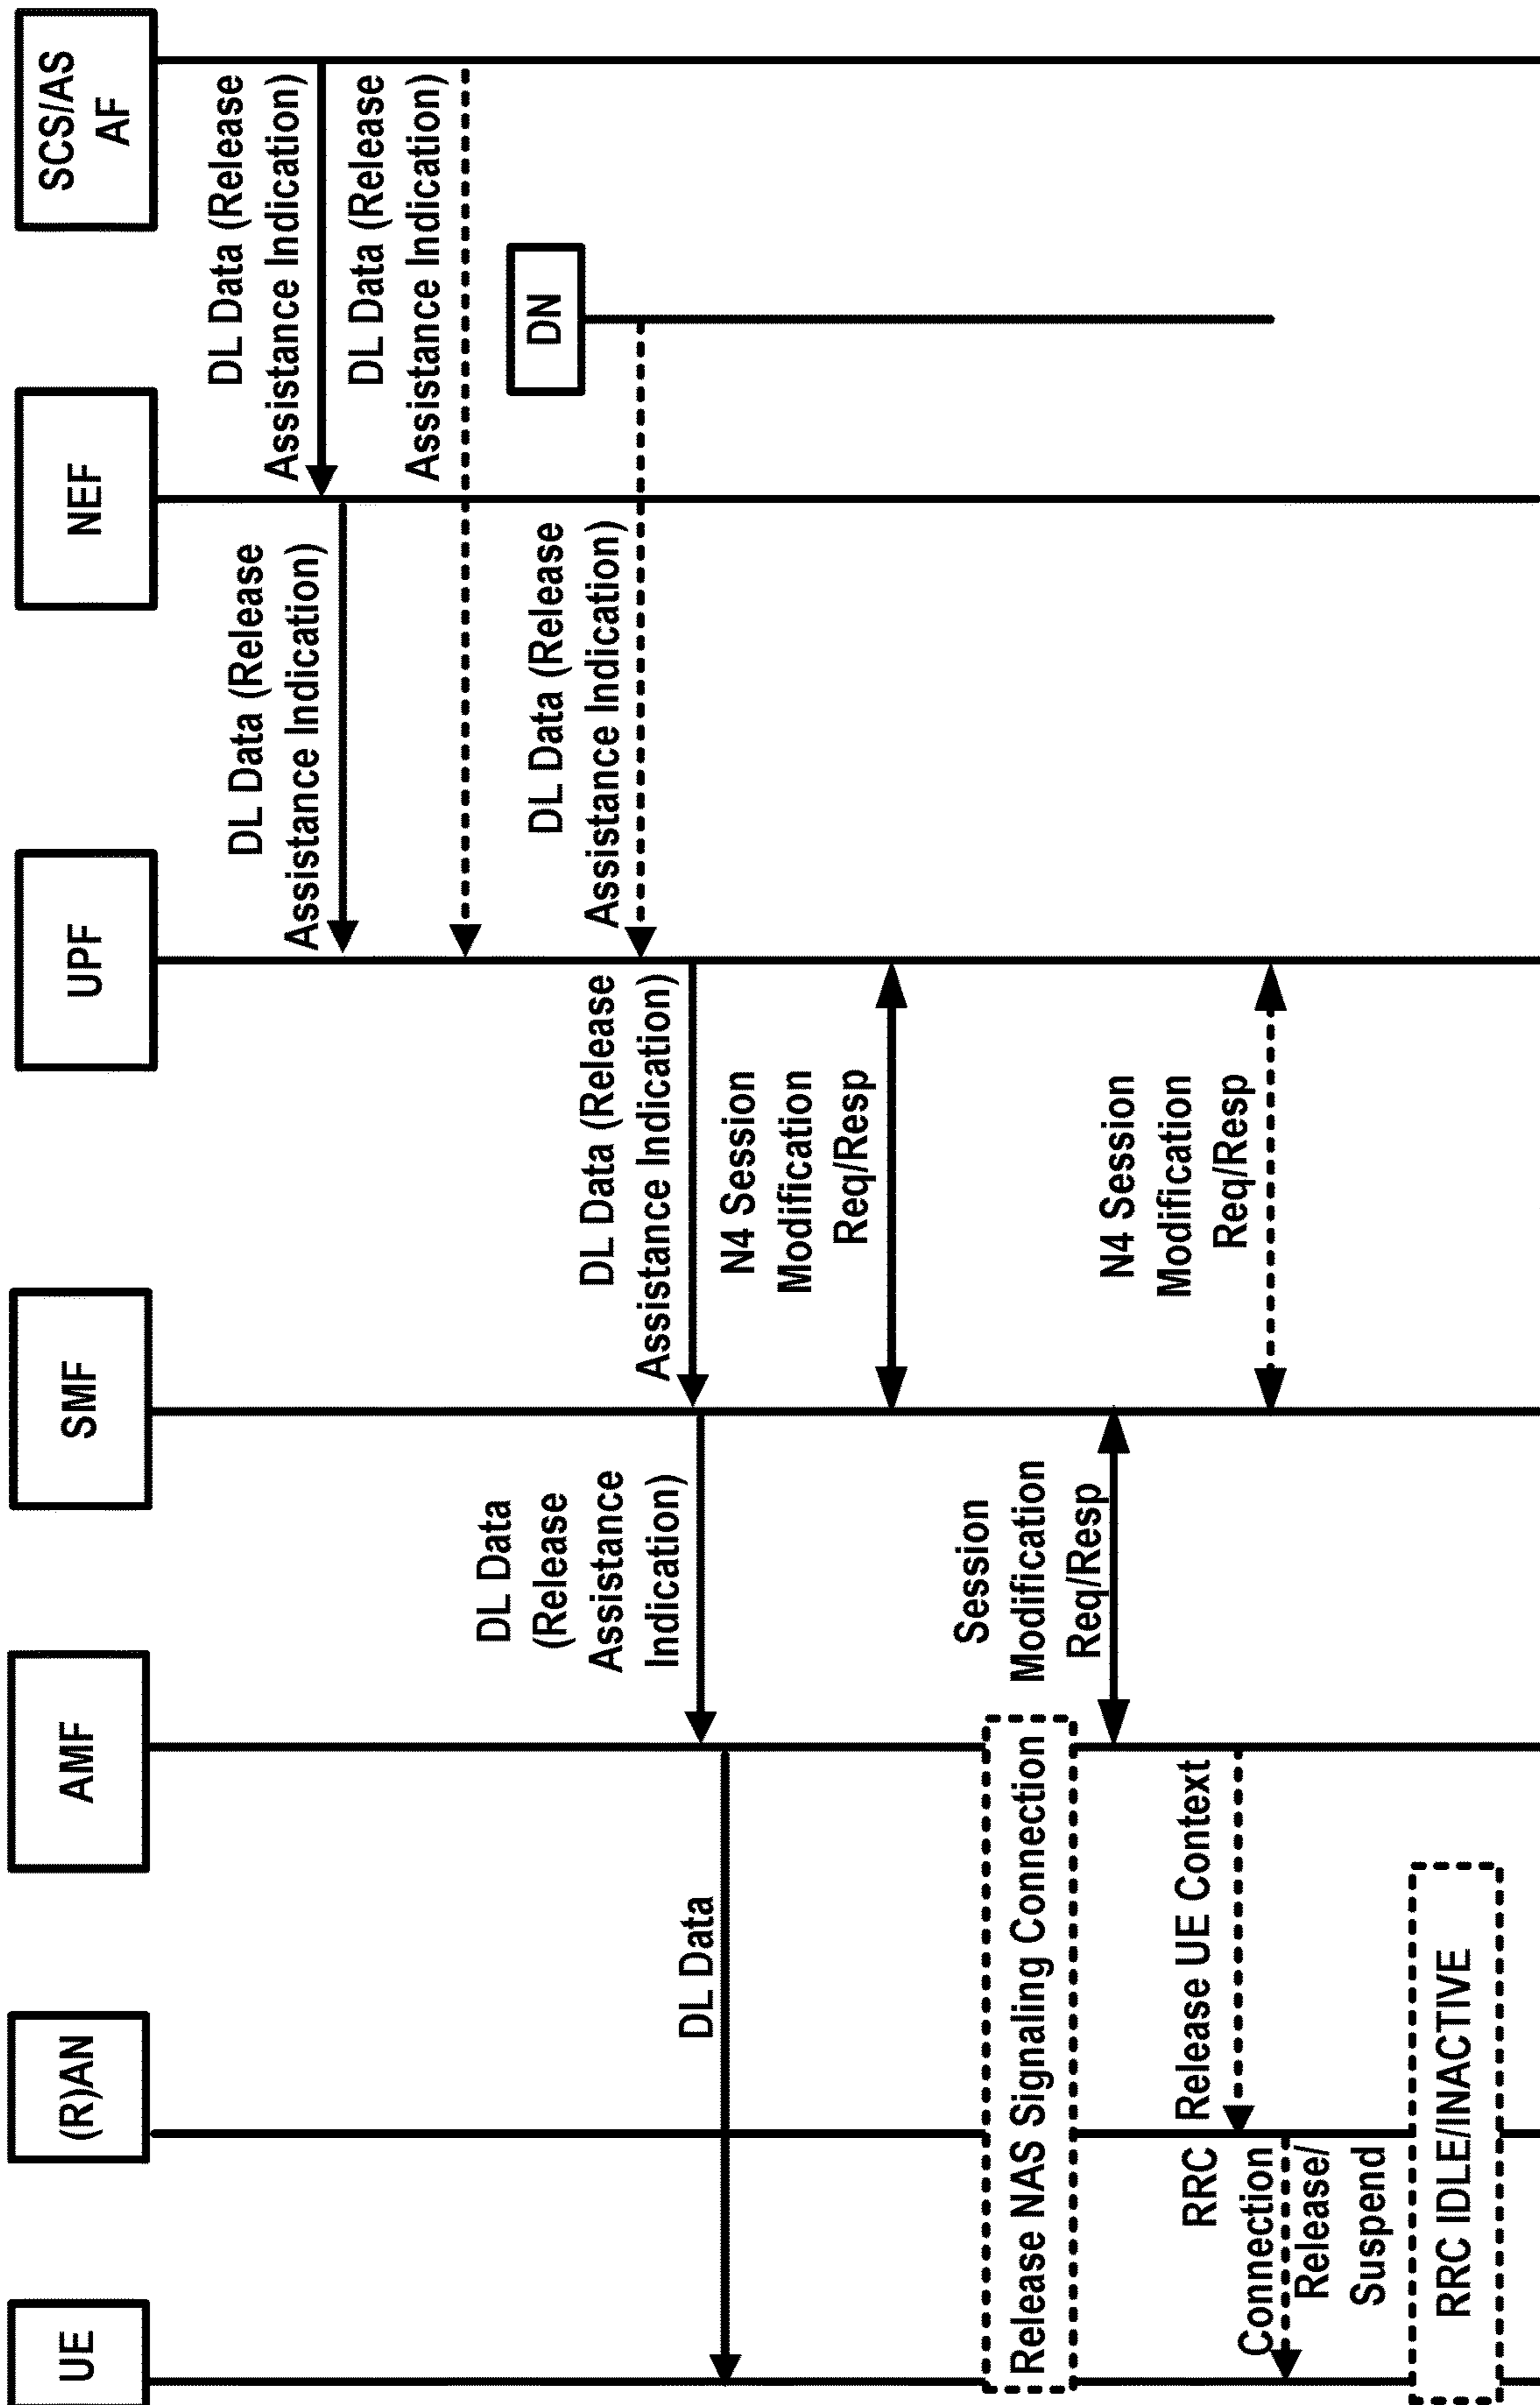 UE
(R)AN
AMF
SMF
UPF
NEF
SCS/AS
AF
DL Data (Release
Assistance Indication)
DL Data (Release
Assistance Indication)
DL Data (Release
Assistance Indication)
DN
DL Data (Release
Assistance Indication)
DL Data (Release
Assistance Indication)
DL Data
(Release
Assistance
Indication)
DL Data
N4 Session
Modification
Req/Resp
Release NAS Signaling Connection
Session
Modification
Req/Resp
Release UE Context
N4 Session
Modification
Req/Resp
RRC
Connection
Release/
Suspend
RRC IDLE/INACTIVE